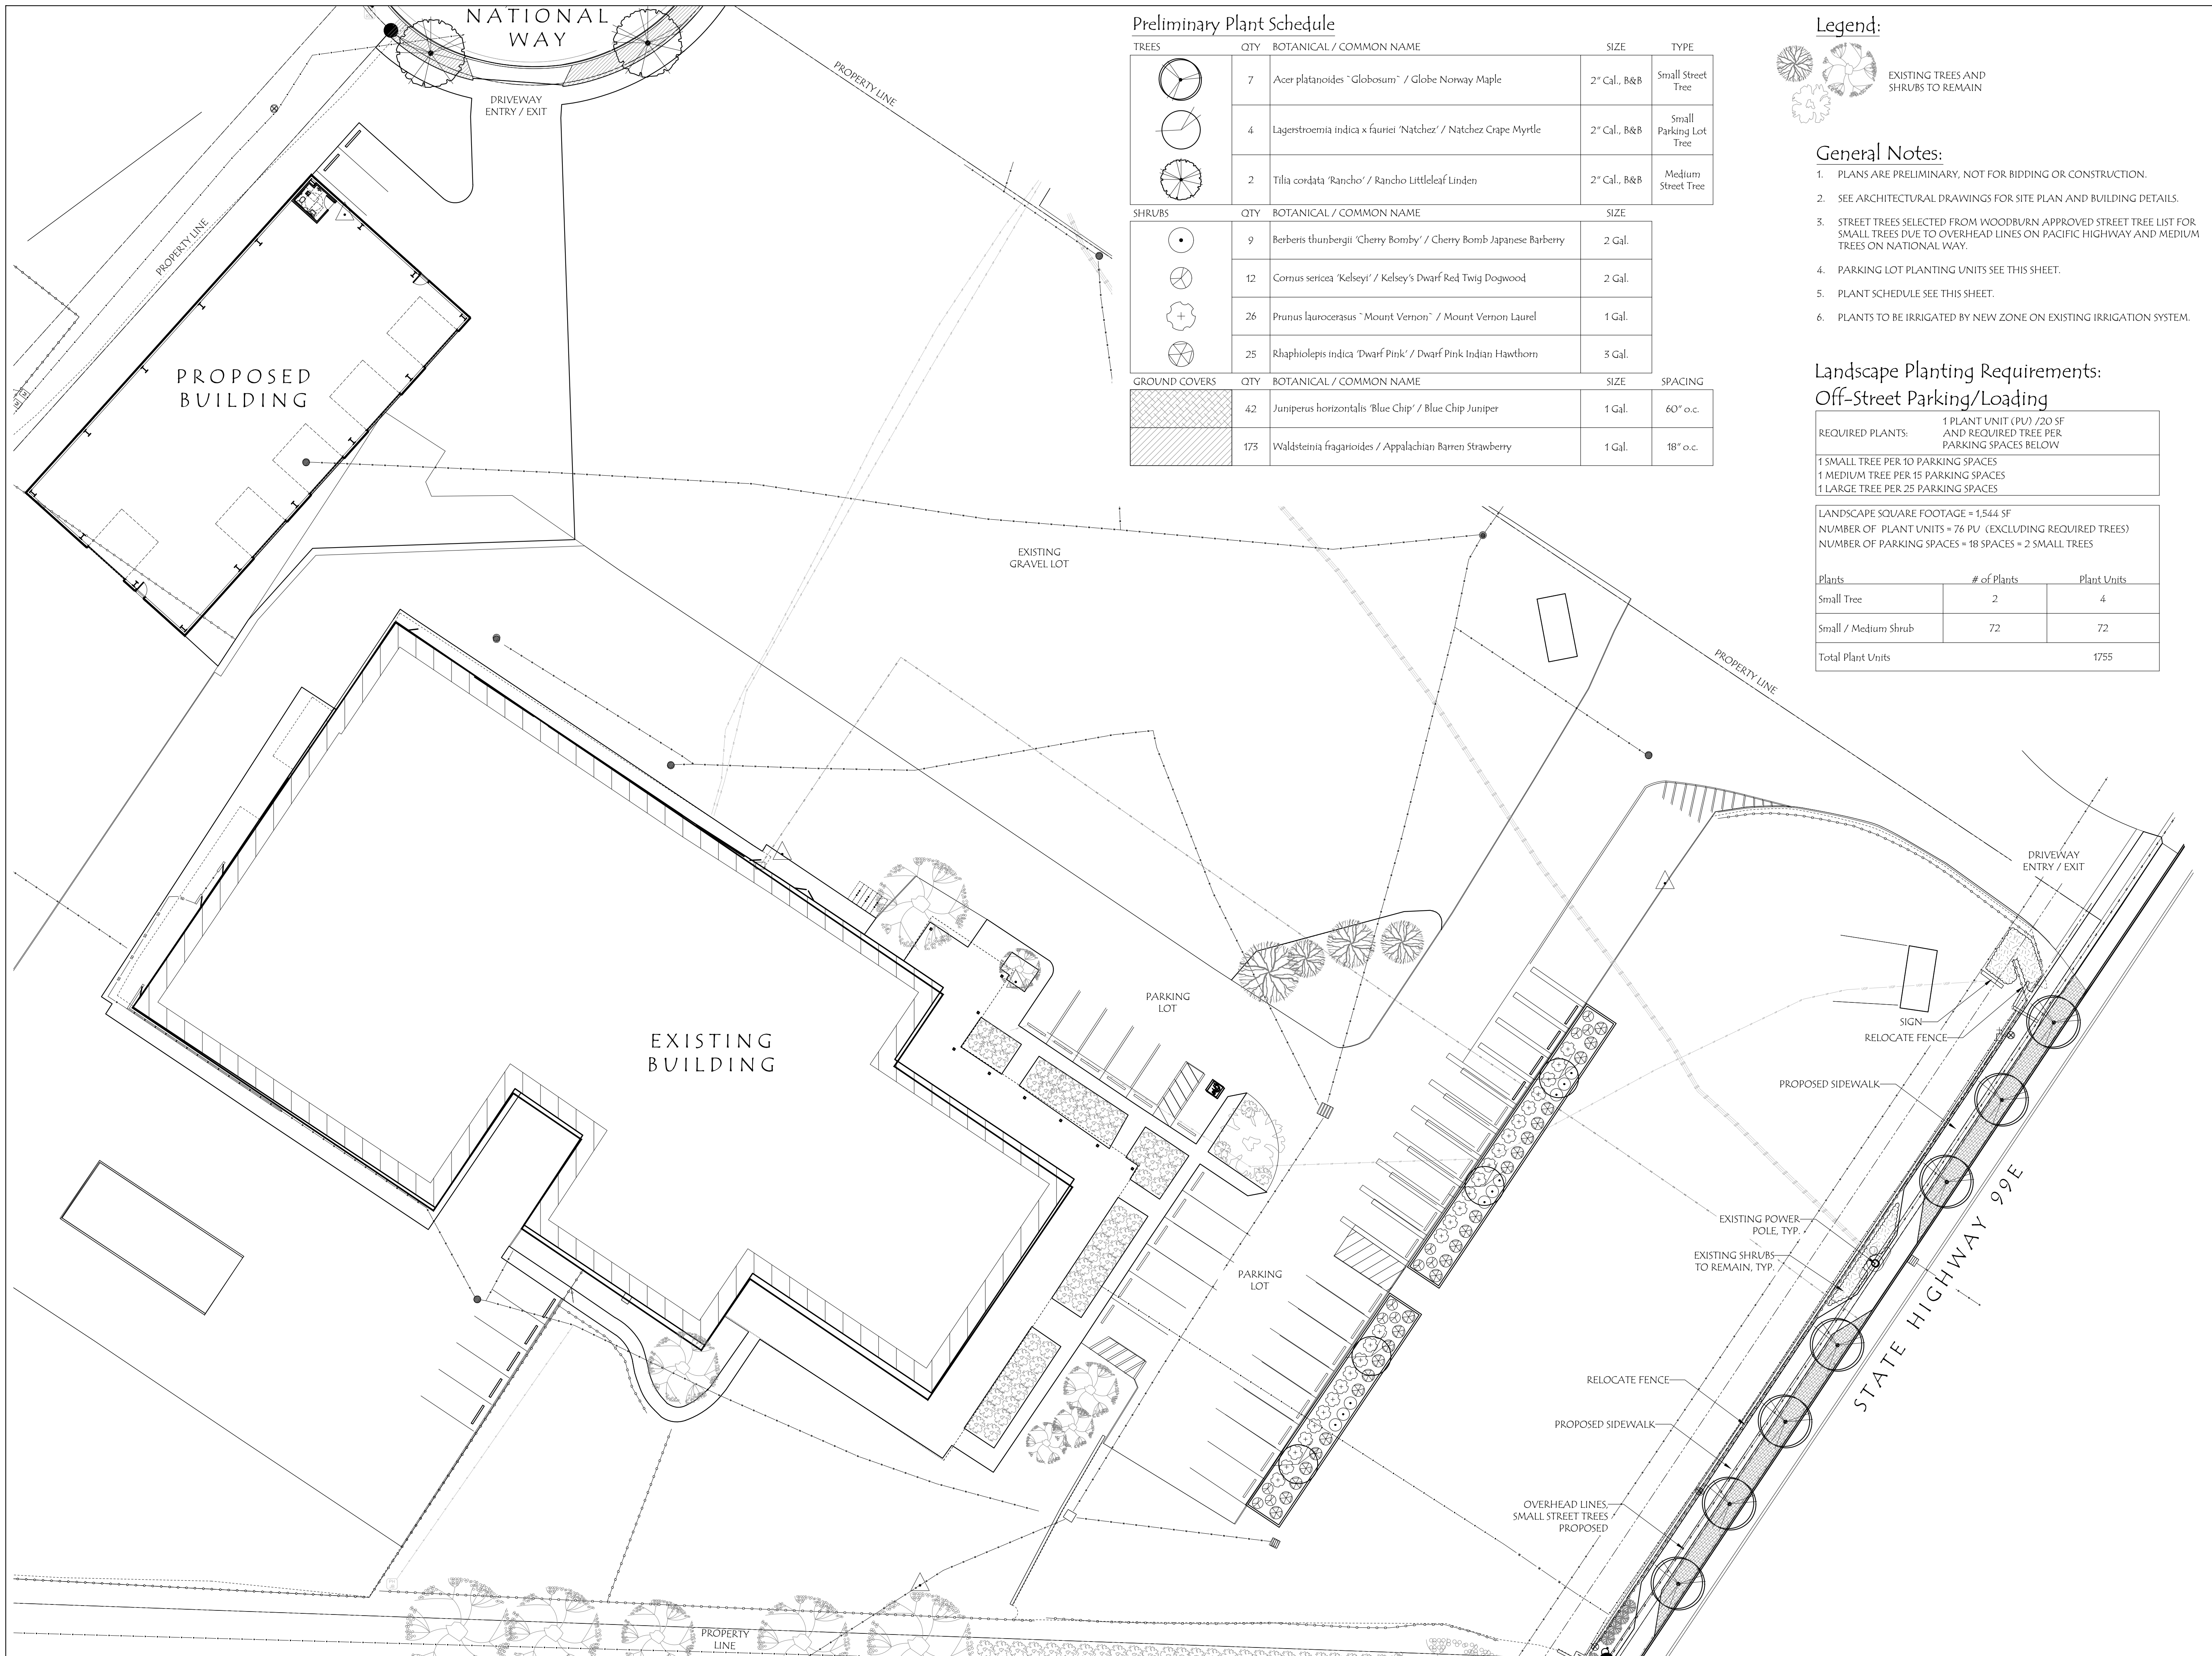 NATIONAL
WAY
DRIVEWAY
ENTRY / EXIT
PROPERTY LINE
PROPERTY LINE
PROPOSED
BUILDING
EXISTING
GRAVEL LOT
Preliminary Plant Schedule
TREES QTY BOTANICAL / COMMON NAME SIZE TYPE
7 Acer platanoides `Globosum` / Globe Norway Maple 2" Cal., B&B Small Street
Tree
4 Lagerstroemia indica x fauriei 'Natchez' / Natchez Crape Myrtle 2" Cal., B&B Small
Parking Lot
Tree
2 Tilia cordata 'Rancho' / Rancho Littleleaf Linden 2" Cal., B&B Medium
Street Tree
SHRUBS QTY BOTANICAL / COMMON NAME SIZE
9 Berberis thunbergii 'Cherry Bomby' / Cherry Bomb Japanese Barberry 2 Gal.
12 Cornus sericea 'Kelseyi' / Kelsey's Dwarf Red Twig Dogwood 2 Gal.
26 Prunus laurocerasus `Mount Vernon` / Mount Vernon Laurel 1 Gal.
25 Rhaphiolepis indica 'Dwarf Pink' / Dwarf Pink Indian Hawthorn 3 Gal.
GROUND COVERS QTY BOTANICAL / COMMON NAME SIZE SPACING
42 Juniperus horizontalis 'Blue Chip' / Blue Chip Juniper 1 Gal. 60" o.c.
173 Waldsteinia fragarioides / Appalachian Barren Strawberry 1 Gal. 18" o.c.
Legend:
EXISTING TREES AND
SHRUBS TO REMAIN
General Notes:
1. PLANS ARE PRELIMINARY, NOT FOR BIDDING OR CONSTRUCTION.
2. SEE ARCHITECTURAL DRAWINGS FOR SITE PLAN AND BUILDING DETAILS.
3. STREET TREES SELECTED FROM WOODBURN APPROVED STREET TREE LIST FOR
SMALL TREES DUE TO OVERHEAD LINES ON PACIFIC HIGHWAY AND MEDIUM
TREES ON NATIONAL WAY.
4. PARKING LOT PLANTING UNITS SEE THIS SHEET.
5. PLANT SCHEDULE SEE THIS SHEET.
6. PLANTS TO BE IRRIGATED BY NEW ZONE ON EXISTING IRRIGATION SYSTEM.
Landscape Planting Requirements:
Off-Street Parking/Loading
REQUIRED PLANTS: 1 PLANT UNIT (PU) /20 SF
AND REQUIRED TREE PER
PARKING SPACES BELOW
1 SMALL TREE PER 10 PARKING SPACES
1 MEDIUM TREE PER 15 PARKING SPACES
1 LARGE TREE PER 25 PARKING SPACES
LANDSCAPE SQUARE FOOTAGE = 1,544 SF
NUMBER OF PLANT UNITS = 76 PU (EXCLUDING REQUIRED TREES)
NUMBER OF PARKING SPACES = 18 SPACES = 2 SMALL TREES
Plants # of Plants Plant Units
Small Tree 2 4
Small / Medium Shrub 72 72
Total Plant Units 1755
PROPERTY LINE
DRIVEWAY
ENTRY / EXIT
PARKING
LOT
EXISTING
BUILDING
SIGN
RELOCATE FENCE
PROPOSED SIDEWALK
EXISTING POWER
POLE, TYP.
EXISTING SHRUBS
TO REMAIN, TYP.
PARKING
LOT
STATE HIGHWAY 99E
RELOCATE FENCE
PROPOSED SIDEWALK
OVERHEAD LINES,
SMALL STREET TREES
PROPOSED
PROPERTY
LINE